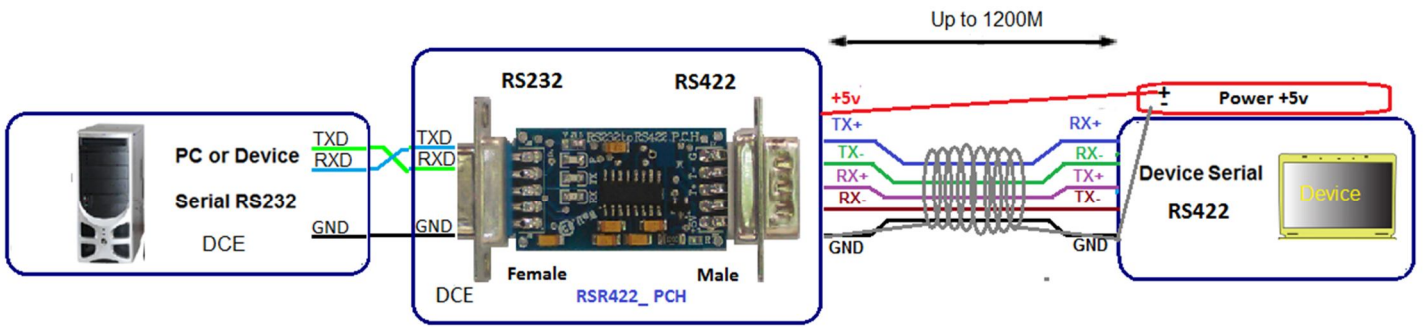 Up to 1200M
RS232
RS422
+5v
Power +5v
+
-
TX+
RX+
TXD
TXD
RS232toRS422 PCH
PC or Device
RXD
RXD
TX-
RX-
RX+
TX+
Device Serial
Serial RS232
RX-
TX-
RS422
Device
DCE
GND
GND
GND
GND
Female
Male
DCE
RSR422_ PCH